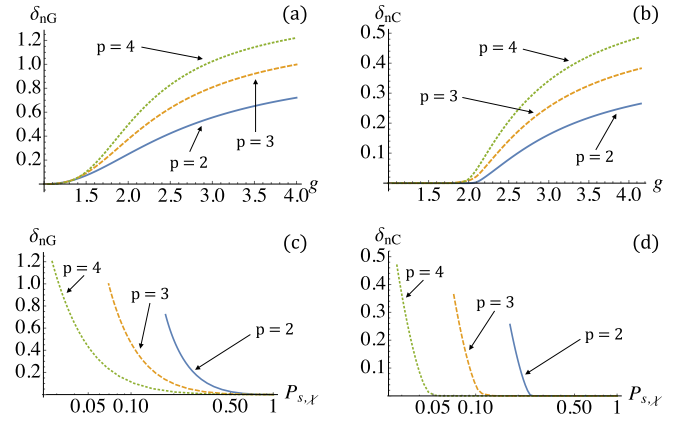 δnG (a)
1.2
1.0
0.8
0.6
0.4
0.2
p = 4
p = 2
p = 3
1.5 2.0 2.5 3.0 3.5 4.0 g
δnC (b)
0.5
0.4
0.3
0.2
0.1
p = 4
p = 3
p = 2
1.5 2.0 2.5 3.0 3.5 4.0 g
δnG (c)
1.2
1.0
0.8
0.6
0.4
0.2
p = 4
p = 3
p = 2
0.05 0.10 0.50 1 Ps,χ
δnC (d)
0.5
0.4
0.3
0.2
0.1
p = 4
p = 3
p = 2
0.05 0.10 0.50 1 Ps,χ